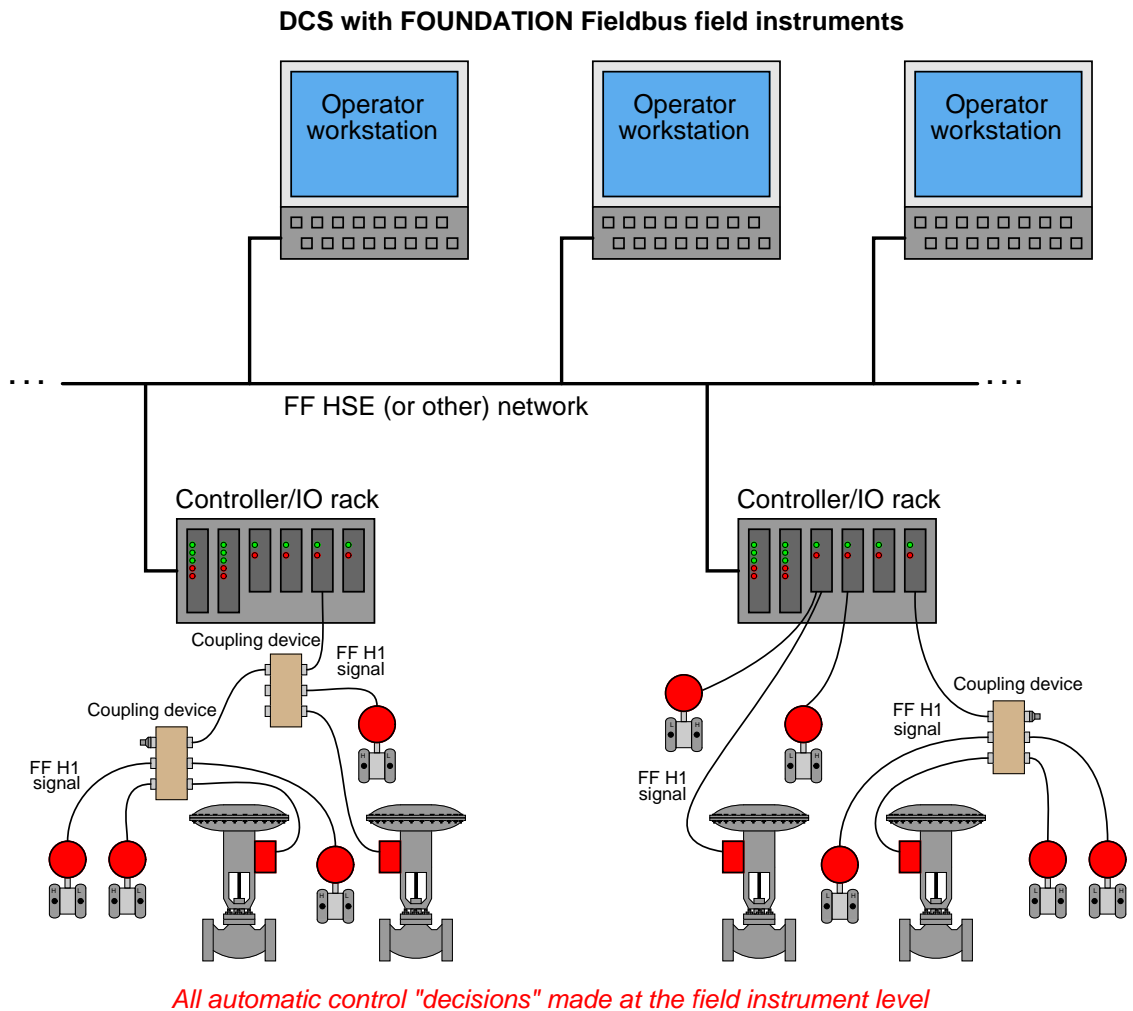 DCS with FOUNDATION Fieldbus field instruments
Operator
workstation
Operator
workstation
Operator
workstation
. . .
. . .
FF HSE (or other) network
Controller/IO rack
Controller/IO rack
Coupling device
FF H1
signal
Coupling device
Coupling device
FF H1
signal
FF H1
signal
FF H1
signal
L H
H L
L H
H L
H L
H L
L H
L H
L H
All automatic control "decisions" made at the field instrument level